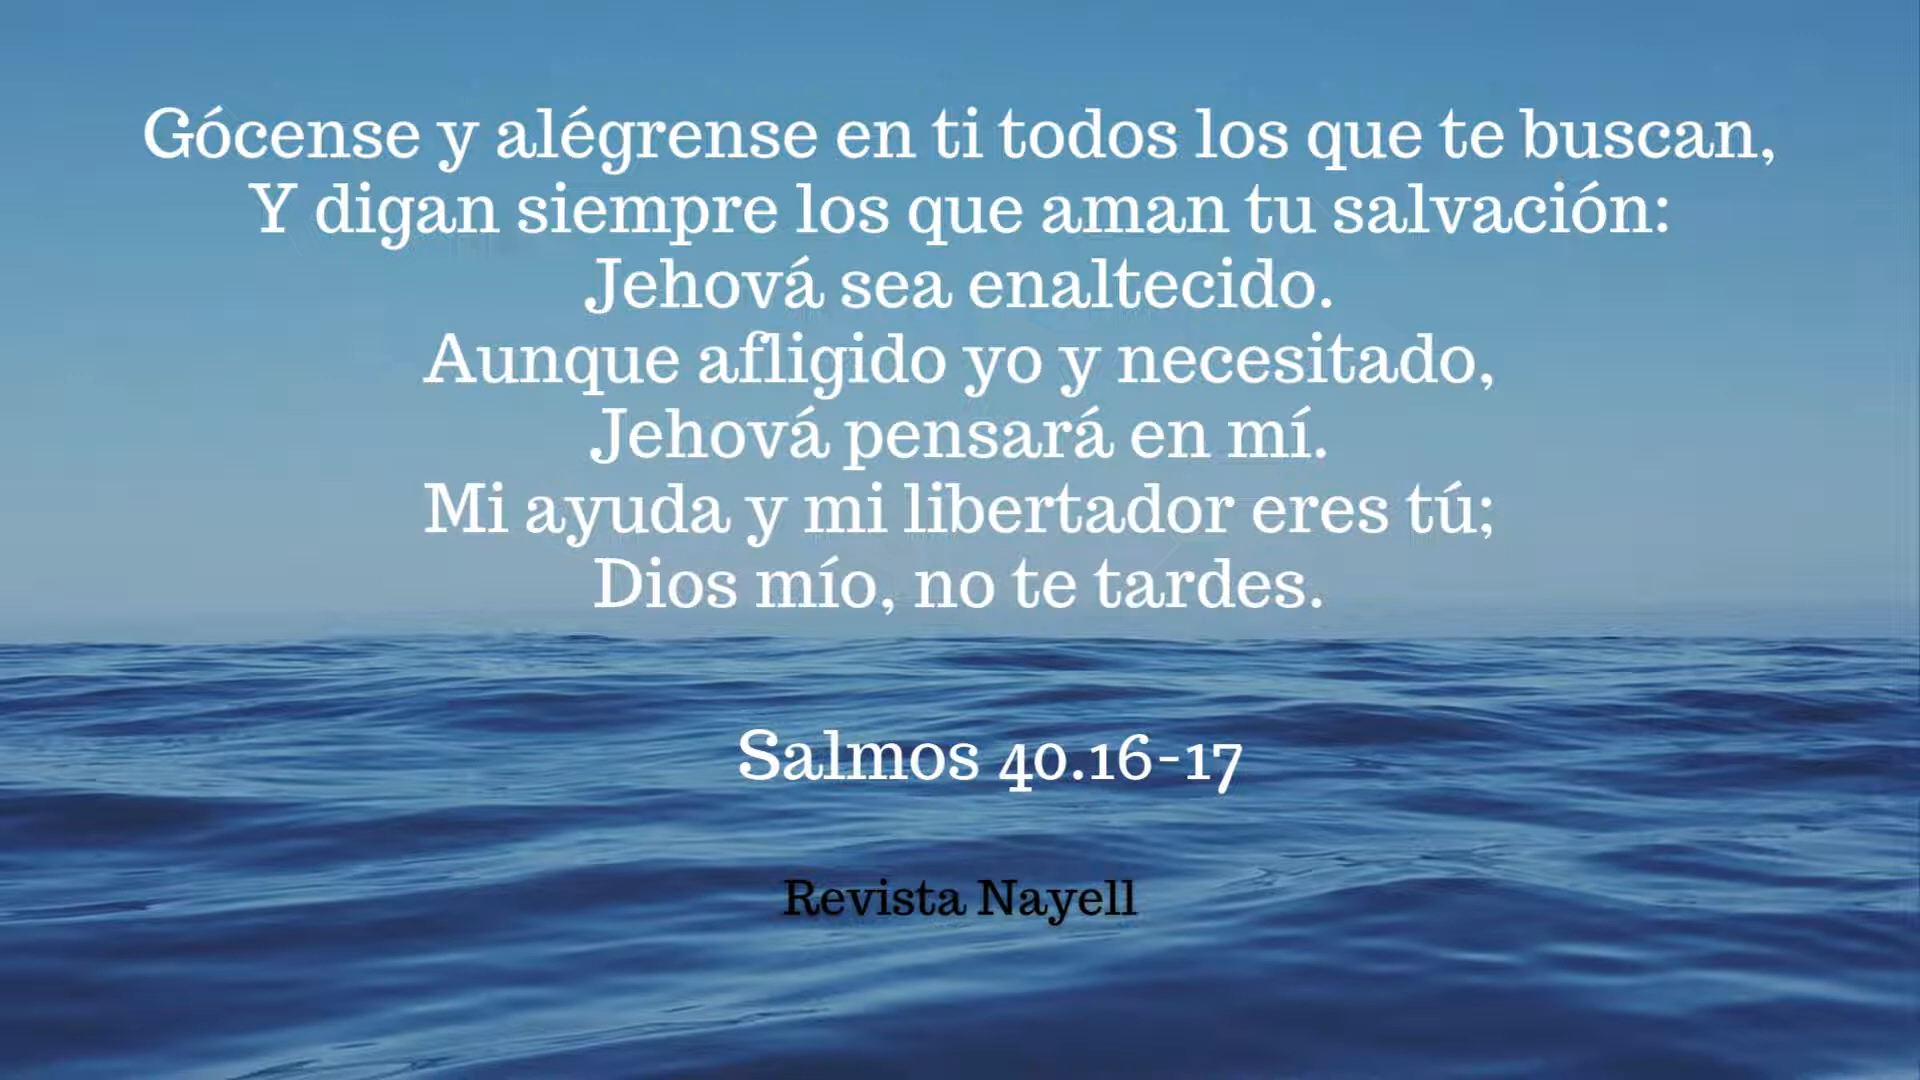 Gócense y alégrense en ti todos los que te buscan,
Y digan siempre los que aman tu salvación:
Jehová sea enaltecido.
Aunque afligido yo y necesitado,
Jehová pensará en mí.
Mi ayuda y mi libertador eres tú;
Dios mío, no te tardes.
Salmos 40.16-17
Revista Nayell